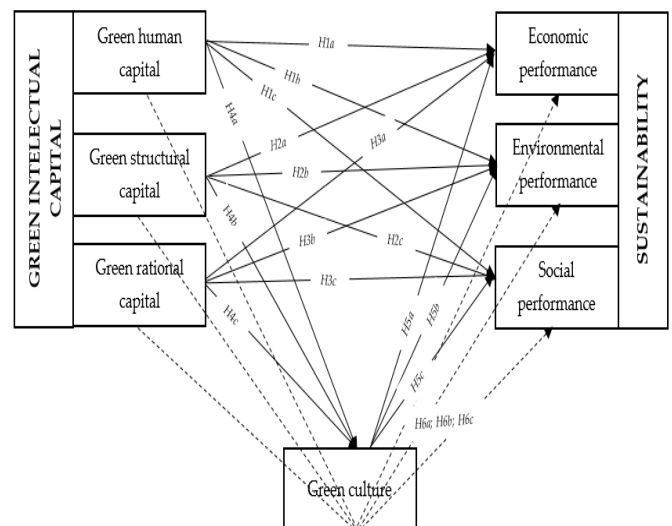 GREEN INTELECTUAL
CAPITAL
Green human
capital
Green structural
capital
Green rational
capital
H1a
H1b
H1c
H4a
H2a
H3a
H2b
H4b
H3b
H2c
H3c
H4c
H5a
H5b
H5c
H6a; H6b; H6c
Economic
performance
Environmental
performance
Social
performance
SUSTAINABILITY
Green culture